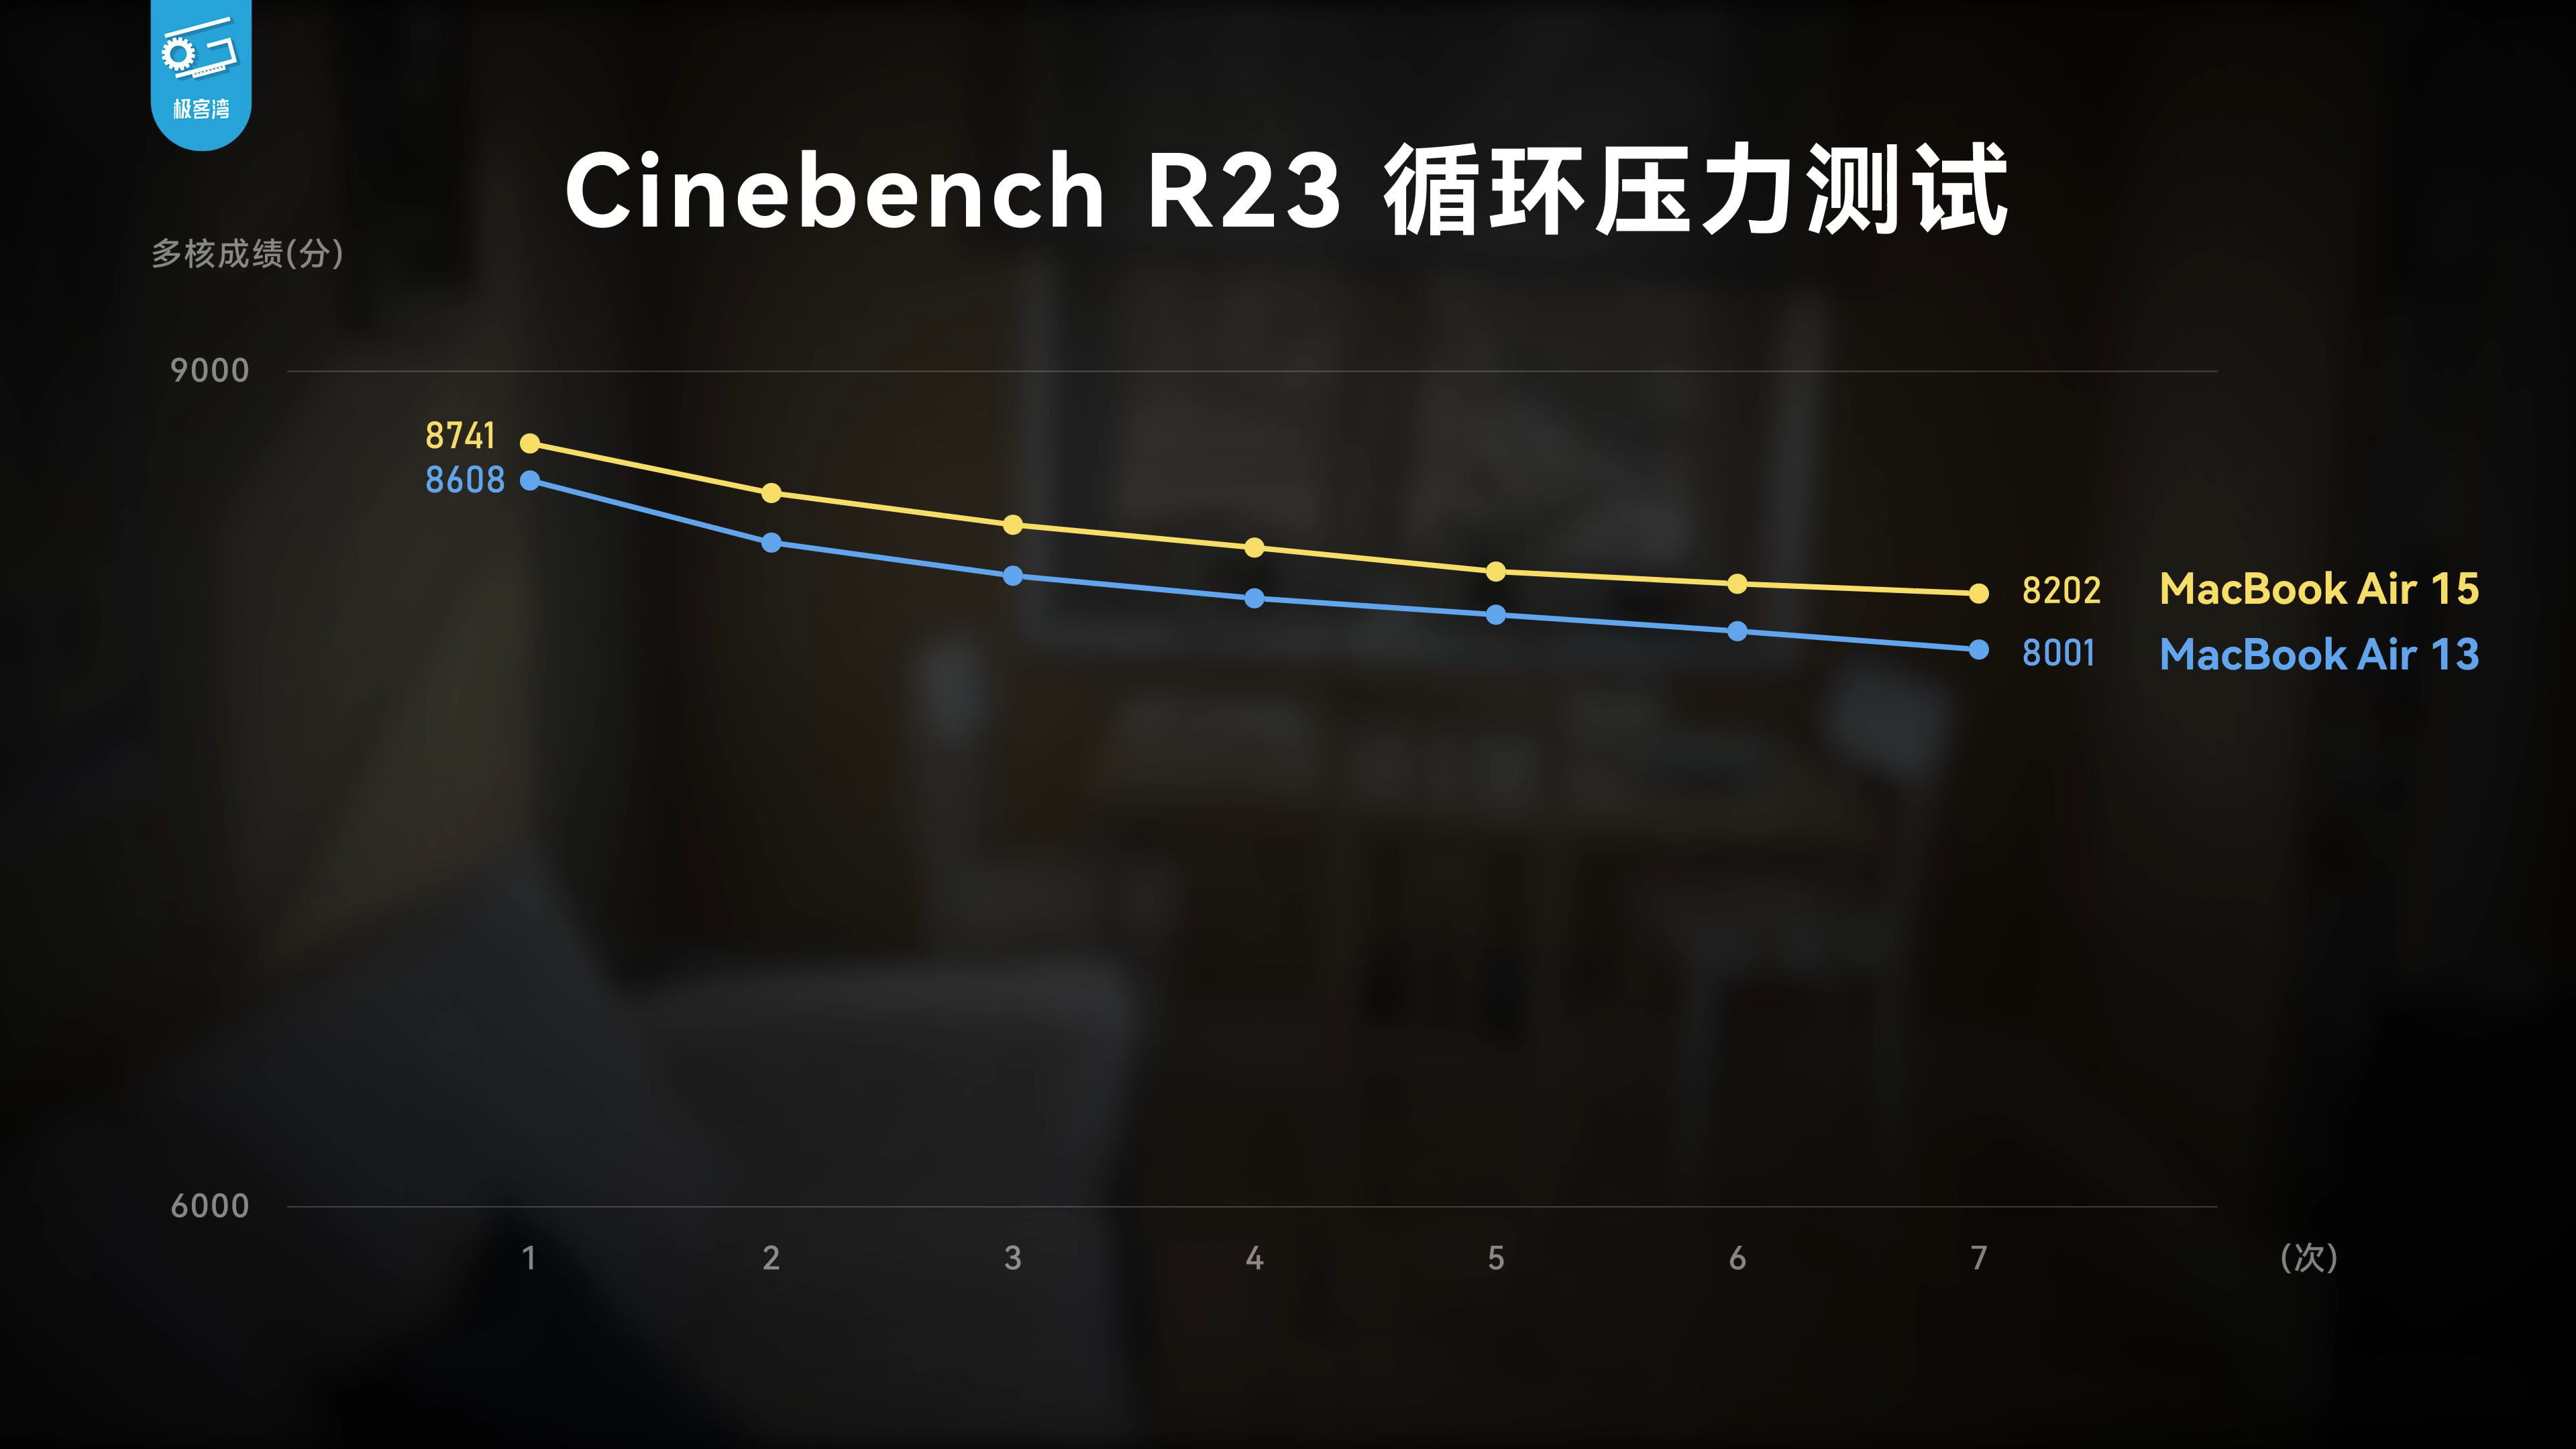 极客湾
Cinebench R23 循环压力测试
多核成绩(分)
9000
8741
8608
8202 MacBook Air 15
8001 MacBook Air 13
6000
1 2 3 4 5 6 7 (次)